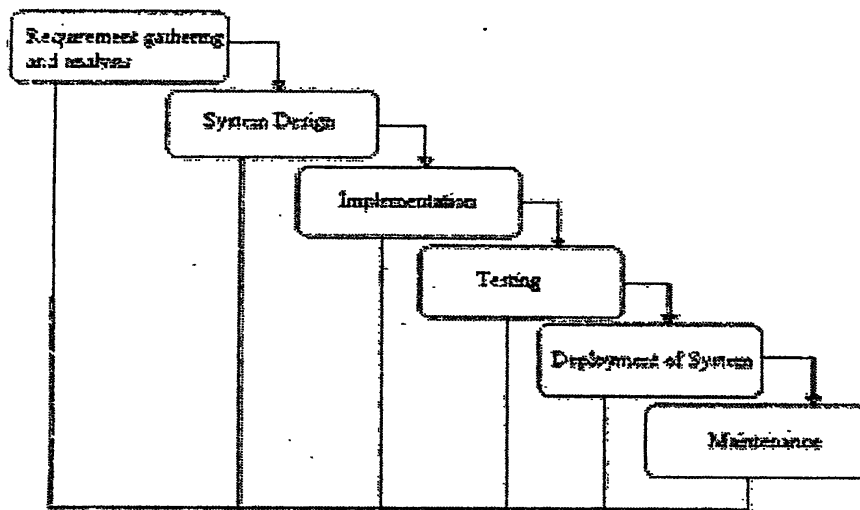 Requirement gathering
and analysis
System Design
Implementation
Testing
Deployment of System
Maintenance